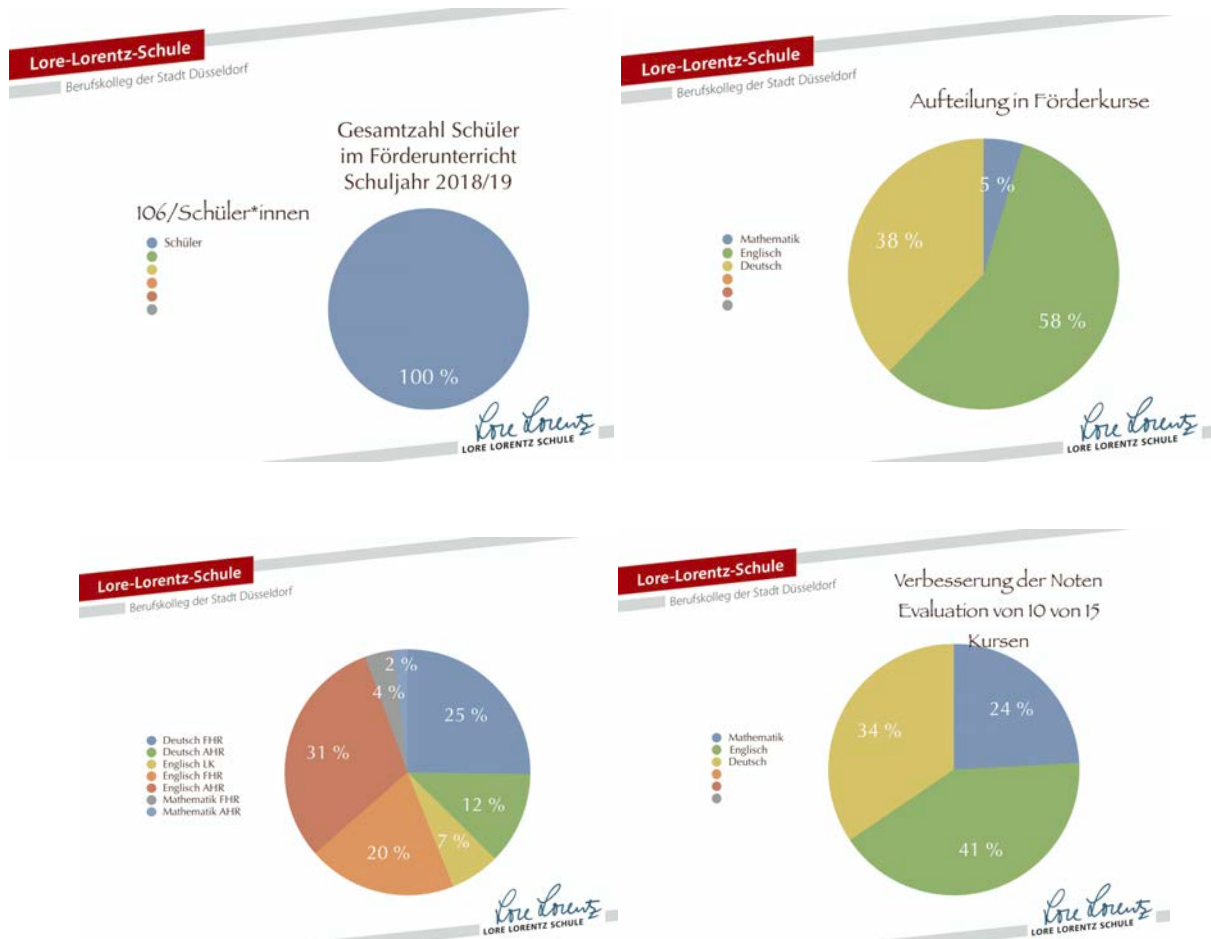 Lore-Lorentz-Schule
Berufskolleg der Stadt Düsseldorf
Gesamtzahl Schüler
im Förderunterricht
Schuljahr 2018/19
106/Schüler*innen
Schüler
100 %
Lore Lorentz
LORE LORENTZ SCHULE
Lore-Lorentz-Schule
Berufskolleg der Stadt Düsseldorf
Aufteilung in Förderkurse
5 %
38 %
58 %
Mathematik
Englisch
Deutsch
Lore Lorentz
LORE LORENTZ SCHULE
Lore-Lorentz-Schule
Berufskolleg der Stadt Düsseldorf
2 %
4 %
25 %
31 %
12 %
7 %
20 %
Deutsch FHR
Deutsch AHR
Englisch LK
Englisch FHR
Englisch AHR
Mathematik FHR
Mathematik AHR
Lore Lorentz
LORE LORENTZ SCHULE
Lore-Lorentz-Schule
Berufskolleg der Stadt Düsseldorf
Verbesserung der Noten
Evaluation von 10 von 15
Kursen
24 %
34 %
41 %
Mathematik
Englisch
Deutsch
Lore Lorentz
LORE LORENTZ SCHULE